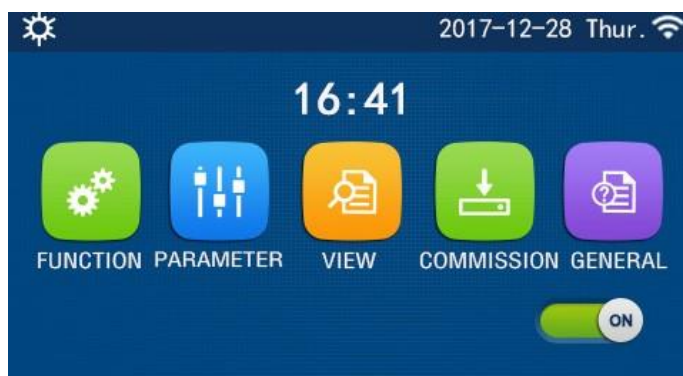 2017-12-28 Thur.
16:41
FUNCTION PARAMETER VIEW COMMISSION GENERAL
ON